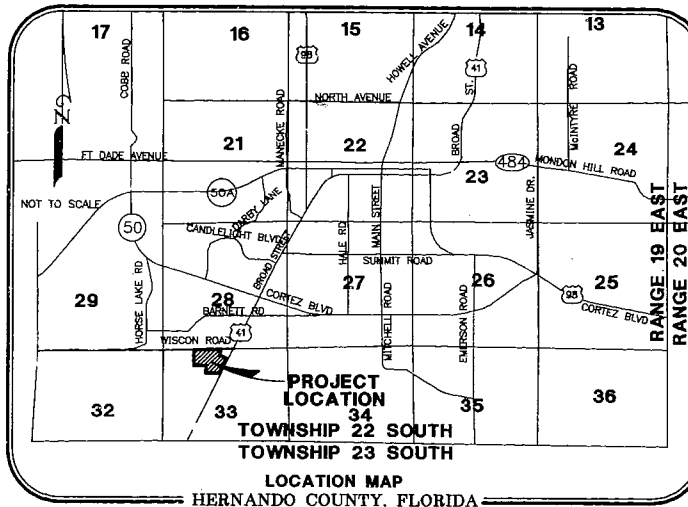 17
16
15
14
13
COBB ROAD
98
HOWELL AVENUE
41
BROAD ST.
McINTYRE ROAD
MANECKE ROAD
NORTH AVENUE
21
22
23
24
FT DADE AVENUE
484
MONDON HILL ROAD
NOT TO SCALE
50A
DARBY LANE
50
CANDLELIGHT BLVD
BROAD STREET
HALE RD
MAIN STREET
JASMINE DR.
SUMMIT ROAD
RANGE 19 EAST
RANGE 20 EAST
29
HORSE LAKE RD
28
27
26
25
98
CORTEZ BLVD
CORTEZ BLVD
BARNETT RD
41
WISCON ROAD
MITCHELL ROAD
EMERSON ROAD
PROJECT
LOCATION
32
33
34
35
36
TOWNSHIP 22 SOUTH
TOWNSHIP 23 SOUTH
LOCATION MAP
HERNANDO COUNTY, FLORIDA